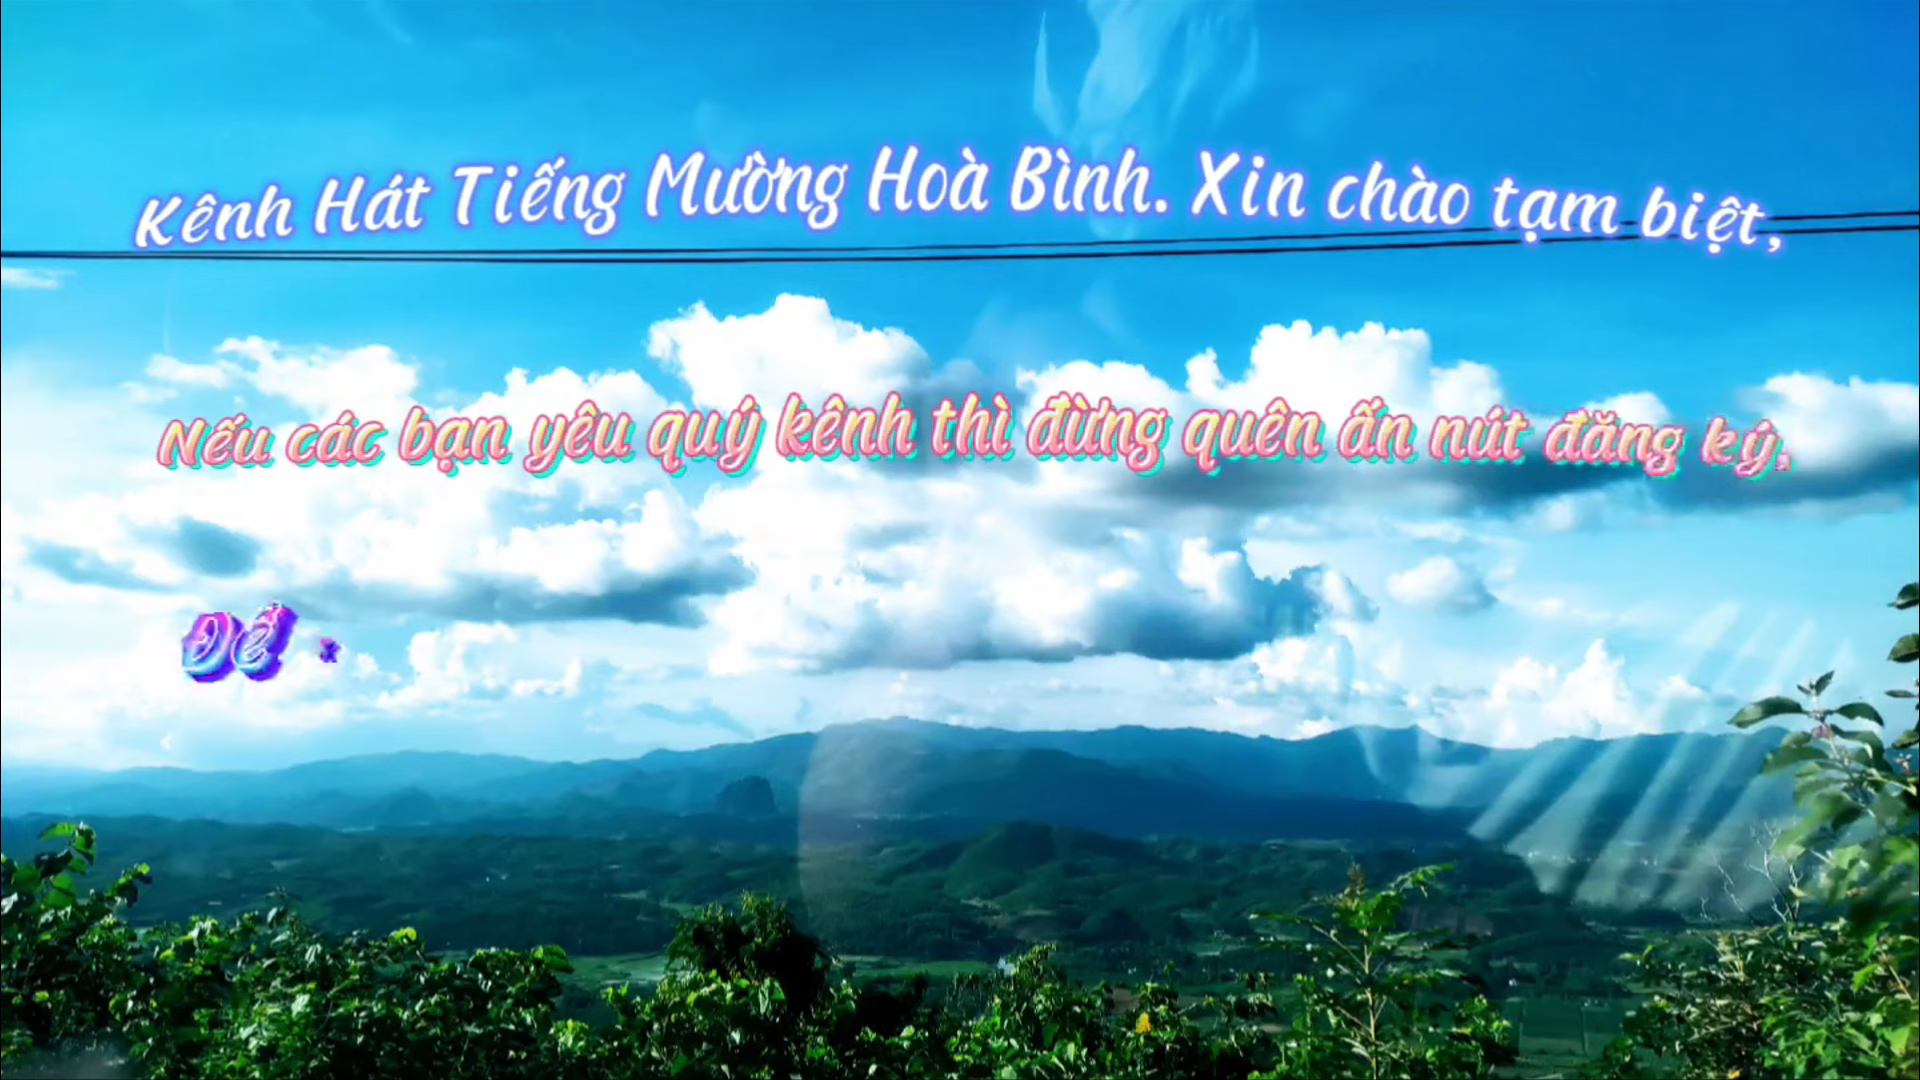 Kênh Hát Tiếng Mường Hoà Bình. Xin chào tạm biệt,
Nếu các bạn yêu quý kênh thì đừng quên ấn nút đăng ký.
Để